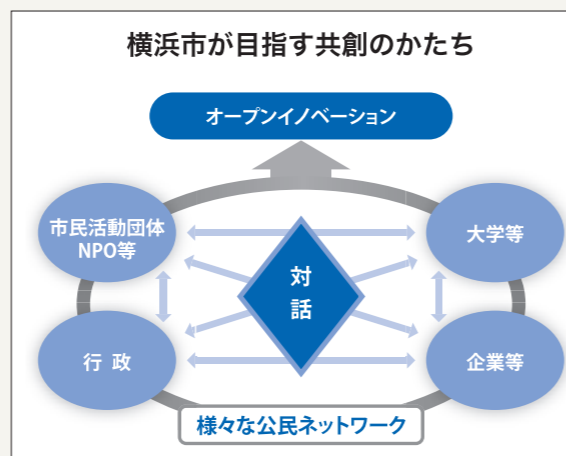 横浜市が目指す共創のかたち
オープンイノベーション
市民活動団体
NPO等
大学等
対
話
行 政
企業等
様々な公民ネットワーク